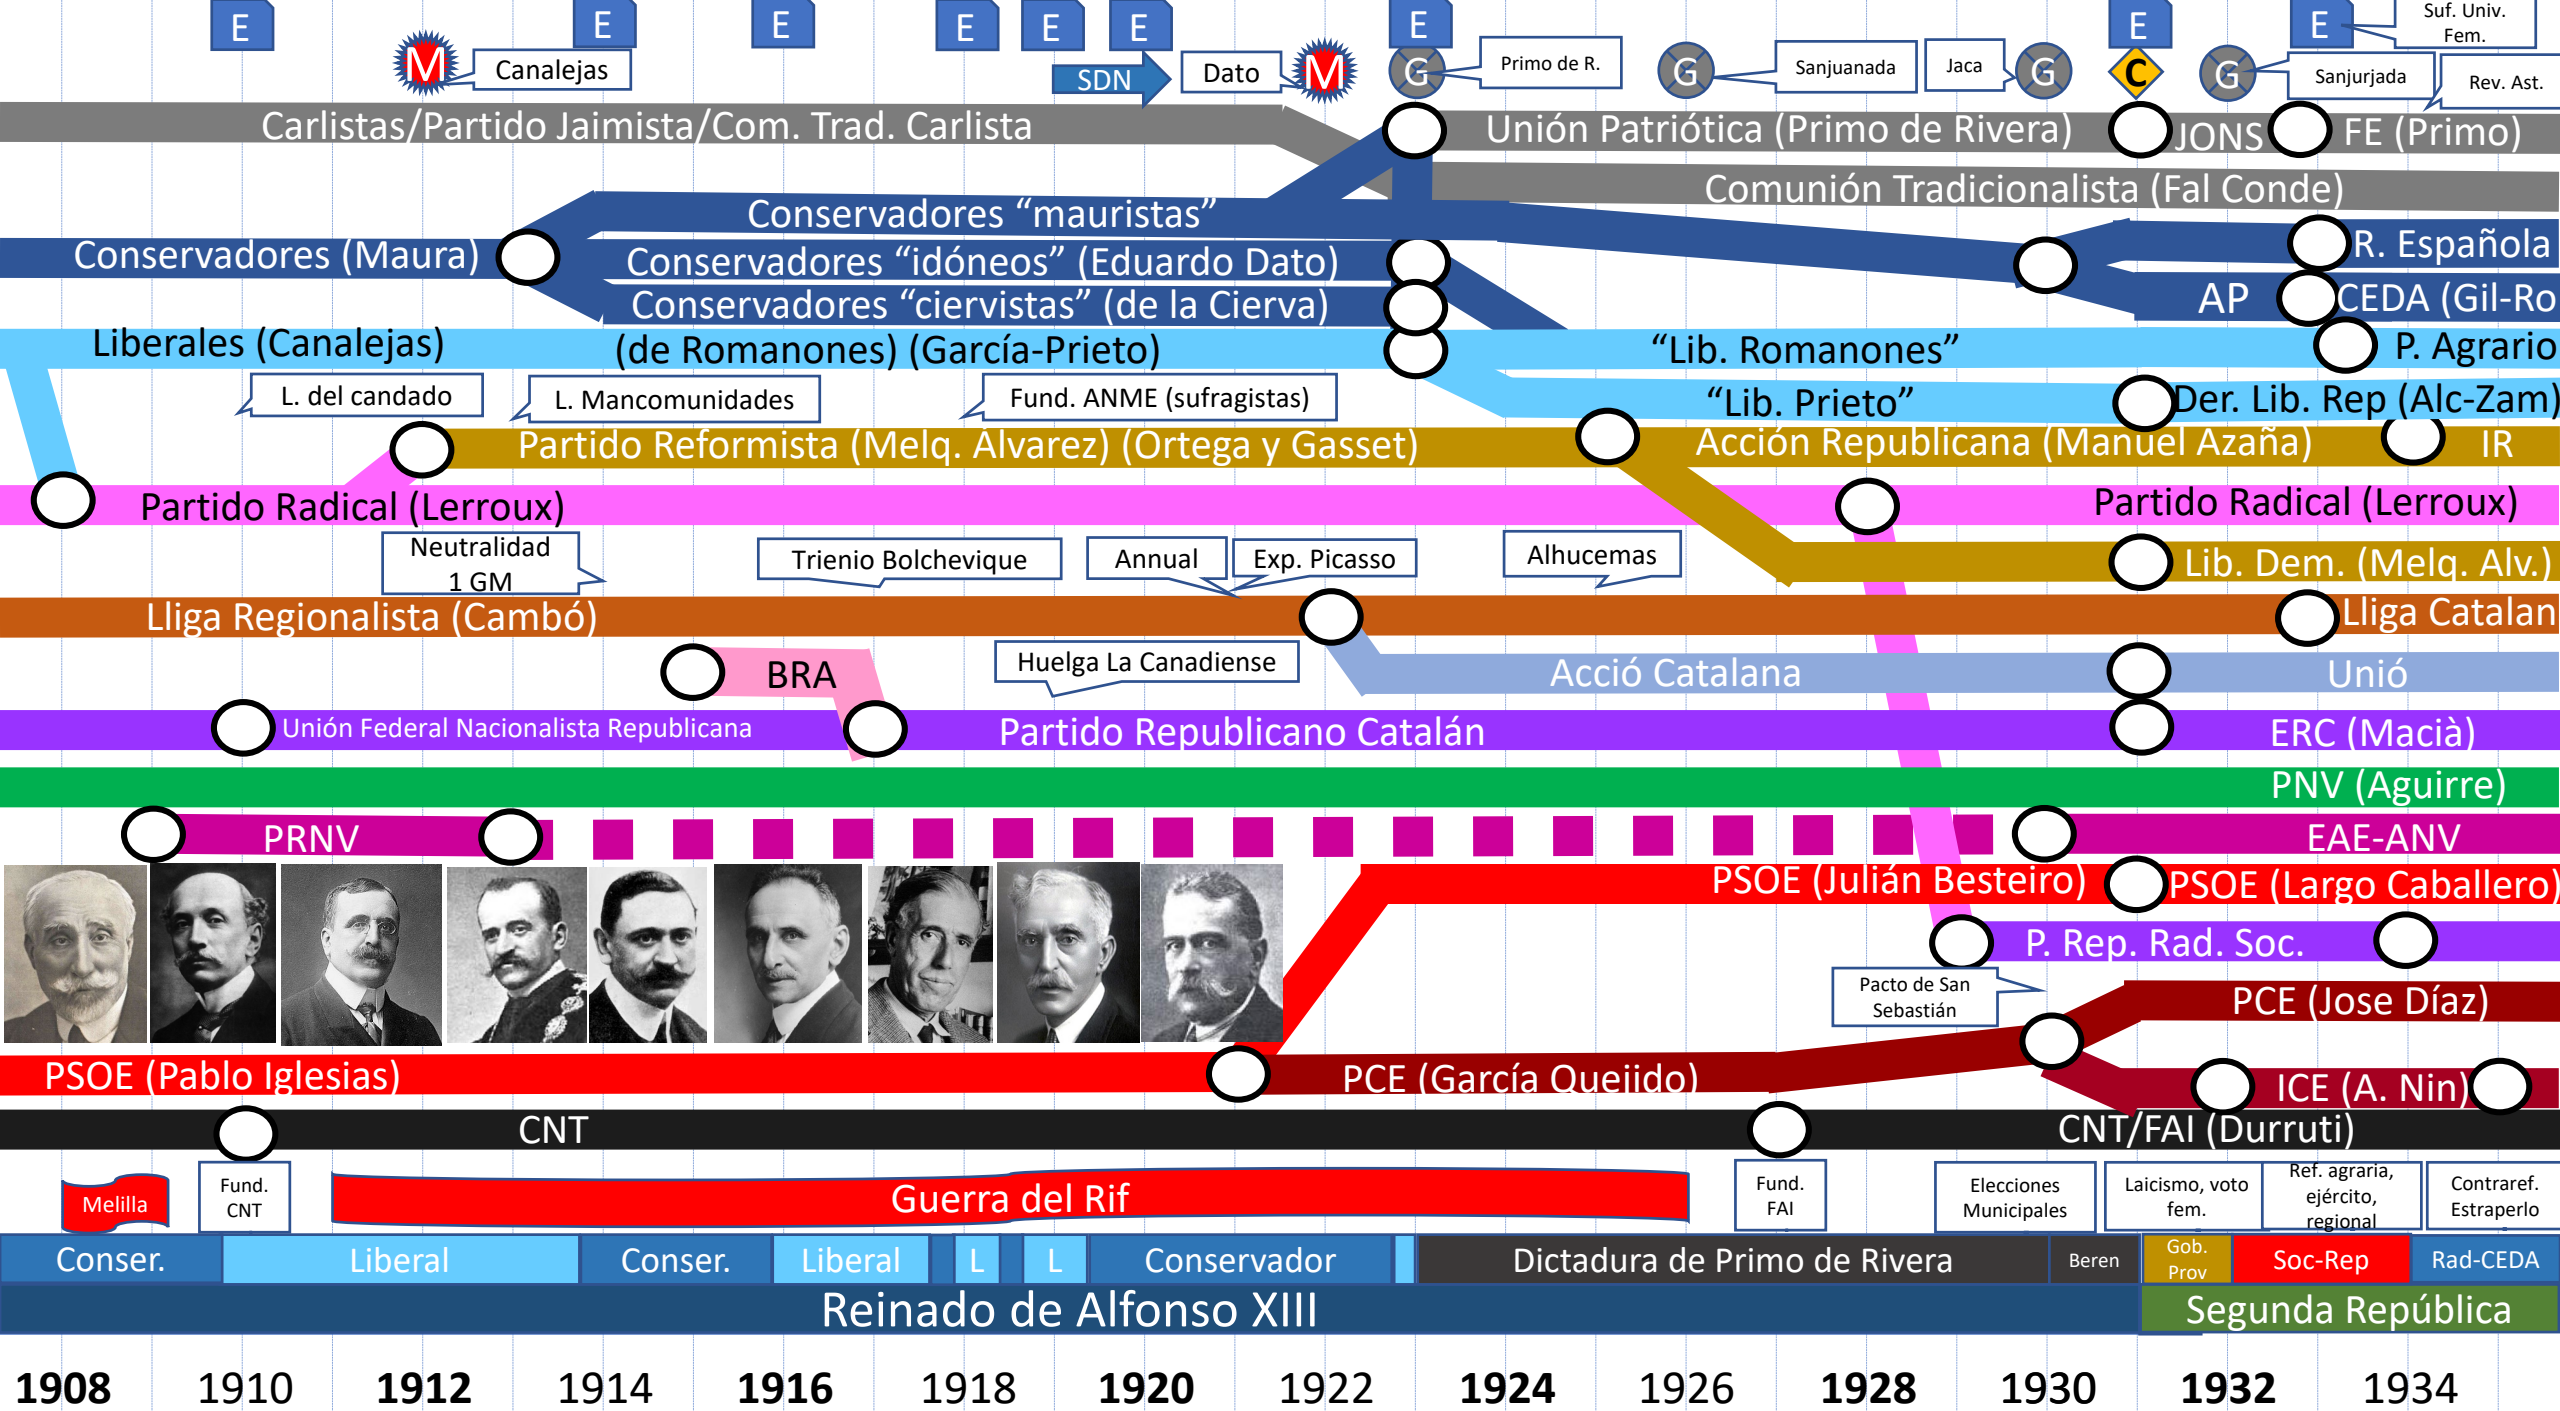 E E E E E E E E E
Suf. Univ.
Fem.
M Canalejas SDN Dato M G Primo de R. G Sanjuanada Jaca G C G Sanjurjada Rev. Ast.
Carlistas/Partido Jaimista/Com. Trad. Carlista
Unión Patriótica (Primo de Rivera)
JONS
FE (Primo)
Comunión Tradicionalista (Fal Conde)
Conservadores “mauristas”
Conservadores (Maura)
Conservadores “idóneos” (Eduardo Dato)
R. Española
Conservadores “ciervistas” (de la Cierva)
AP
CEDA (Gil-Ro
Liberales (Canalejas)
(de Romanones) (García-Prieto)
“Lib. Romanones”
P. Agrario
L. del candado
L. Mancomunidades
Fund. ANME (sufragistas)
“Lib. Prieto”
Der. Lib. Rep (Alc-Zam)
Partido Reformista (Melq. Álvarez) (Ortega y Gasset)
Acción Republicana (Manuel Azaña)
IR
Partido Radical (Lerroux)
Partido Radical (Lerroux)
Neutralidad
1 GM
Trienio Bolchevique
Annual
Exp. Picasso
Alhucemas
Lib. Dem. (Melq. Alv.)
Lliga Regionalista (Cambó)
Lliga Catalan
BRA
Huelga La Canadiense
Acció Catalana
Unió
Unión Federal Nacionalista Republicana
Partido Republicano Catalán
ERC (Macià)
PNV (Aguirre)
PRNV
EAE-ANV
PSOE (Julián Besteiro)
PSOE (Largo Caballero)
P. Rep. Rad. Soc.
Pacto de San
Sebastián
PCE (Jose Díaz)
PSOE (Pablo Iglesias)
PCE (García Quejido)
ICE (A. Nin)
CNT
CNT/FAI (Durruti)
Melilla
Fund.
CNT
Guerra del Rif
Fund.
FAI
Elecciones
Municipales
Laicismo, voto
fem.
Ref. agraria,
ejército,
regional
Contraref.
Estraperlo
Conser. Liberal Conser. Liberal L L Conservador Dictadura de Primo de Rivera Beren
Gob.
Prov
Soc-Rep
Rad-CEDA
Reinado de Alfonso XIII
Segunda República
1908 1910 1912 1914 1916 1918 1920 1922 1924 1926 1928 1930 1932 1934